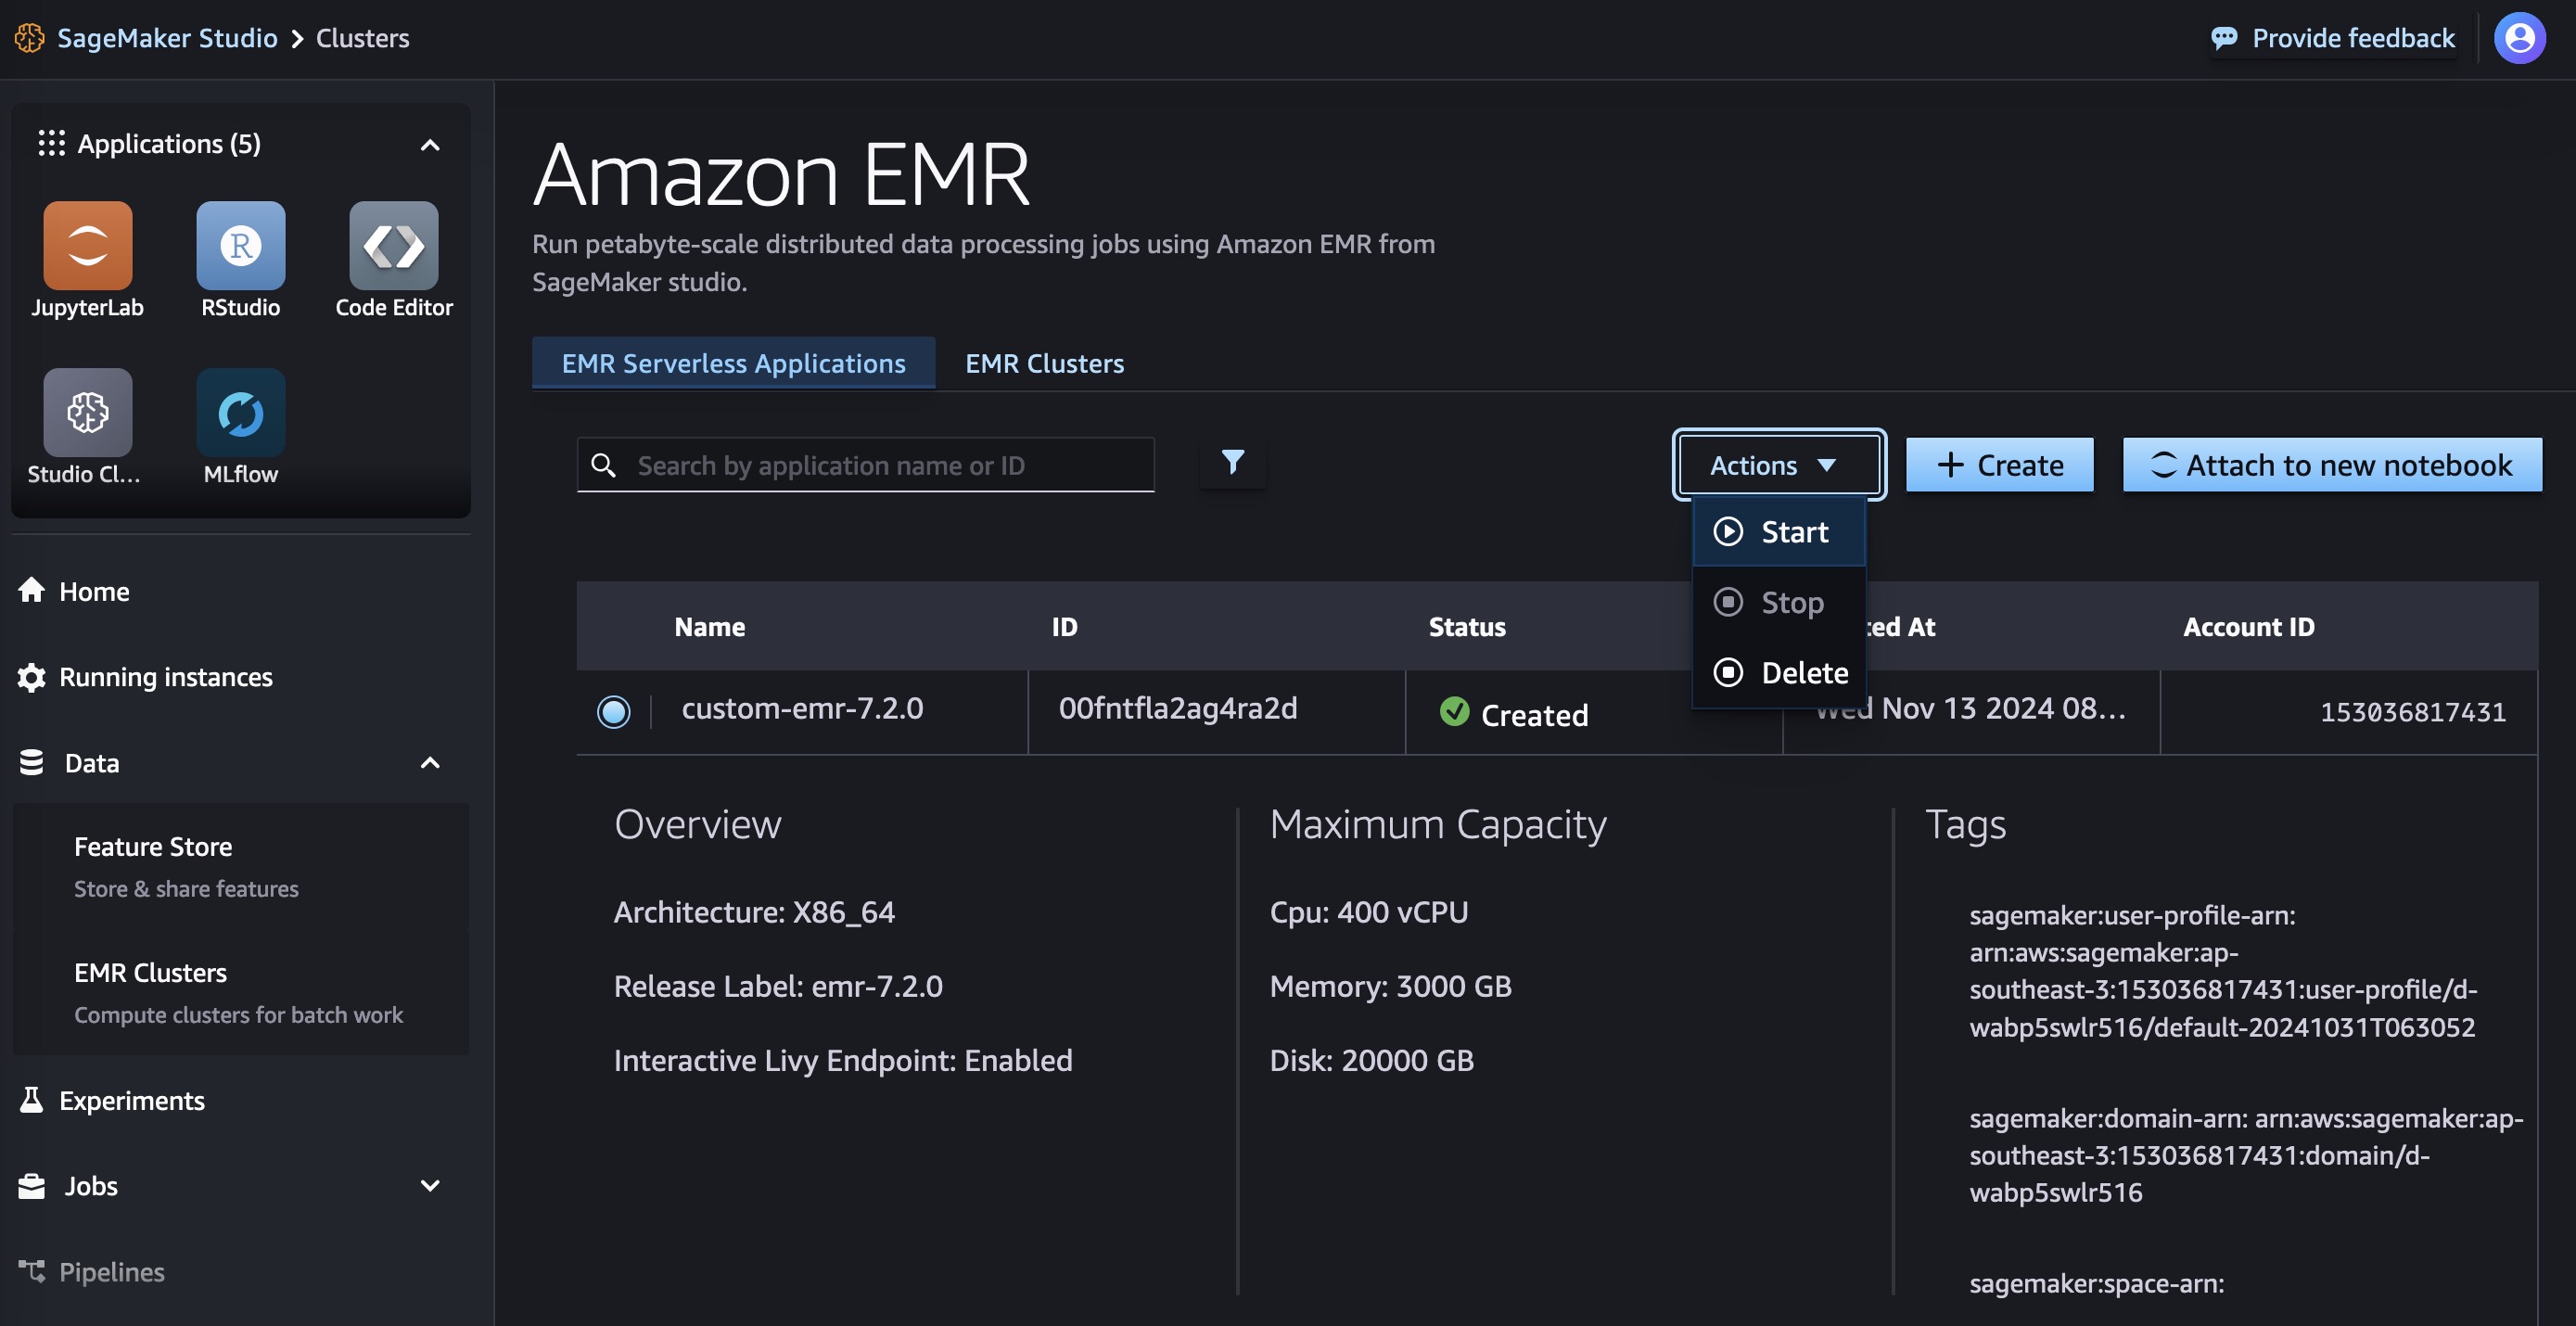 SageMaker Studio > Clusters
Provide feedback
Applications (5)
JupyterLab
RStudio
Code Editor
Studio Cl...
MLflow
Home
Running instances
Data
Feature Store
Store & share features
EMR Clusters
Compute clusters for batch work
Experiments
Jobs
Pipelines
Amazon EMR
Run petabyte-scale distributed data processing jobs using Amazon EMR from
SageMaker studio.
EMR Serverless Applications EMR Clusters
Search by application name or ID
Actions
+ Create
Attach to new notebook
Start
Stop
Delete
Name ID Status ted At Account ID
custom-emr-7.2.0 00fntfla2ag4ra2d Created Wed Nov 13 2024 08... 153036817431
Overview
Architecture: X86_64
Release Label: emr-7.2.0
Interactive Livy Endpoint: Enabled
Maximum Capacity
Cpu: 400 vCPU
Memory: 3000 GB
Disk: 20000 GB
Tags
sagemaker:user-profile-arn:
arn:aws:sagemaker:ap-
southeast-3:153036817431:user-profile/d-
wabp5swlr516/default-20241031T063052
sagemaker:domain-arn: arn:aws:sagemaker:ap-
southeast-3:153036817431:domain/d-
wabp5swlr516
sagemaker:space-arn: